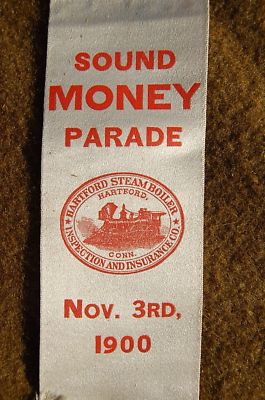 SOUND
MONEY
PARADE
HARTFORD STEAM BOILER
HARTFORD,
CONN.
INSPECTION AND INSURANCE CO.
NOV. 3RD,
1900